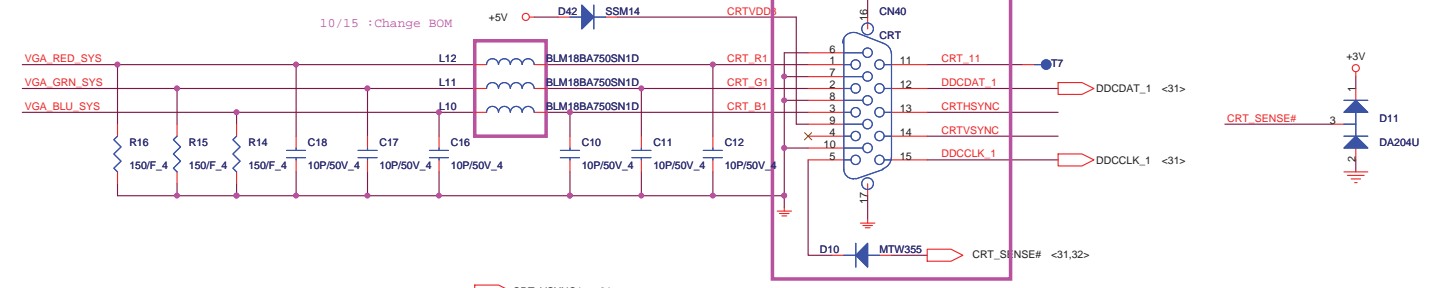 10/15 :Change BOM
+5V
D42
SSM14
CRTVDD3
16
CN40
CRT
VGA_RED_SYS
L12
BLM18BA750SN1D
CRT_R1
VGA_GRN_SYS
L11
BLM18BA750SN1D
CRT_G1
VGA_BLU_SYS
L10
BLM18BA750SN1D
CRT_B1
6
1
7
2
8
3
9
4
10
5
11
CRT_11
T7
12
DDCDAT_1
DDCDAT_1 <31>
13
CRTHSYNC
14
CRTVSYNC
15
DDCCLK_1
DDCCLK_1 <31>
17
R16
150/F_4
R15
150/F_4
R14
150/F_4
C18
10P/50V_4
C17
10P/50V_4
C16
10P/50V_4
C10
10P/50V_4
C11
10P/50V_4
C12
10P/50V_4
D10
MTW355
CRT_SENSE# <31,32>
+3V
1
CRT_SENSE#
3
D11
DA204U
2